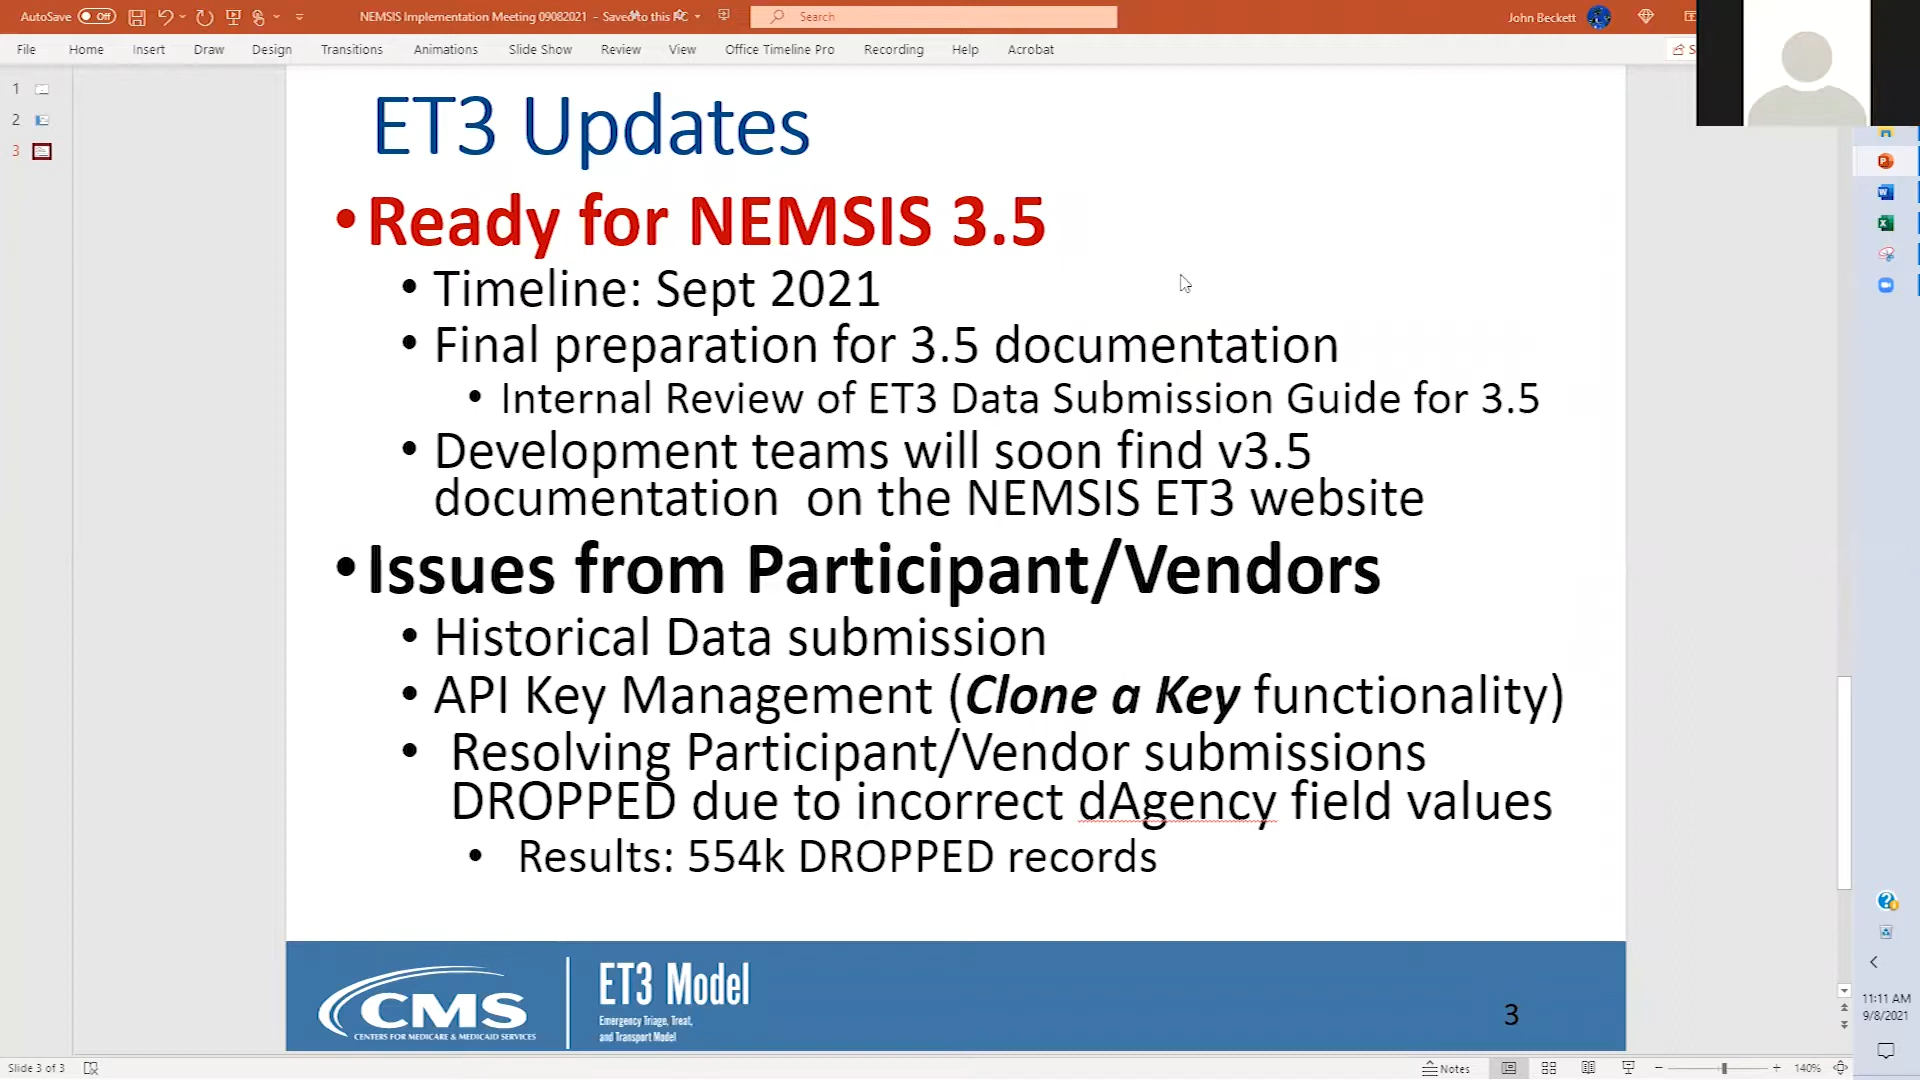 AutoSave Off
NEMSIS Implementation Meeting 09082021 - Saved to this PC
Search
John Beckett
File Home Insert Draw Design Transitions Animations Slide Show Review View Office Timeline Pro Recording Help Acrobat
1
2
3
ET3 Updates
•Ready for NEMSIS 3.5
• Timeline: Sept 2021
• Final preparation for 3.5 documentation
• Internal Review of ET3 Data Submission Guide for 3.5
• Development teams will soon find v3.5
documentation on the NEMSIS ET3 website
•Issues from Participant/Vendors
• Historical Data submission
• API Key Management (Clone a Key functionality)
• Resolving Participant/Vendor submissions
DROPPED due to incorrect dAgency field values
• Results: 554k DROPPED records
CMS
CENTERS FOR MEDICARE & MEDICAID SERVICES
ET3 Model
Emergency Triage, Treat,
and Transport Model
3
11:11 AM
9/8/2021
Slide 3 of 3
Notes
140%